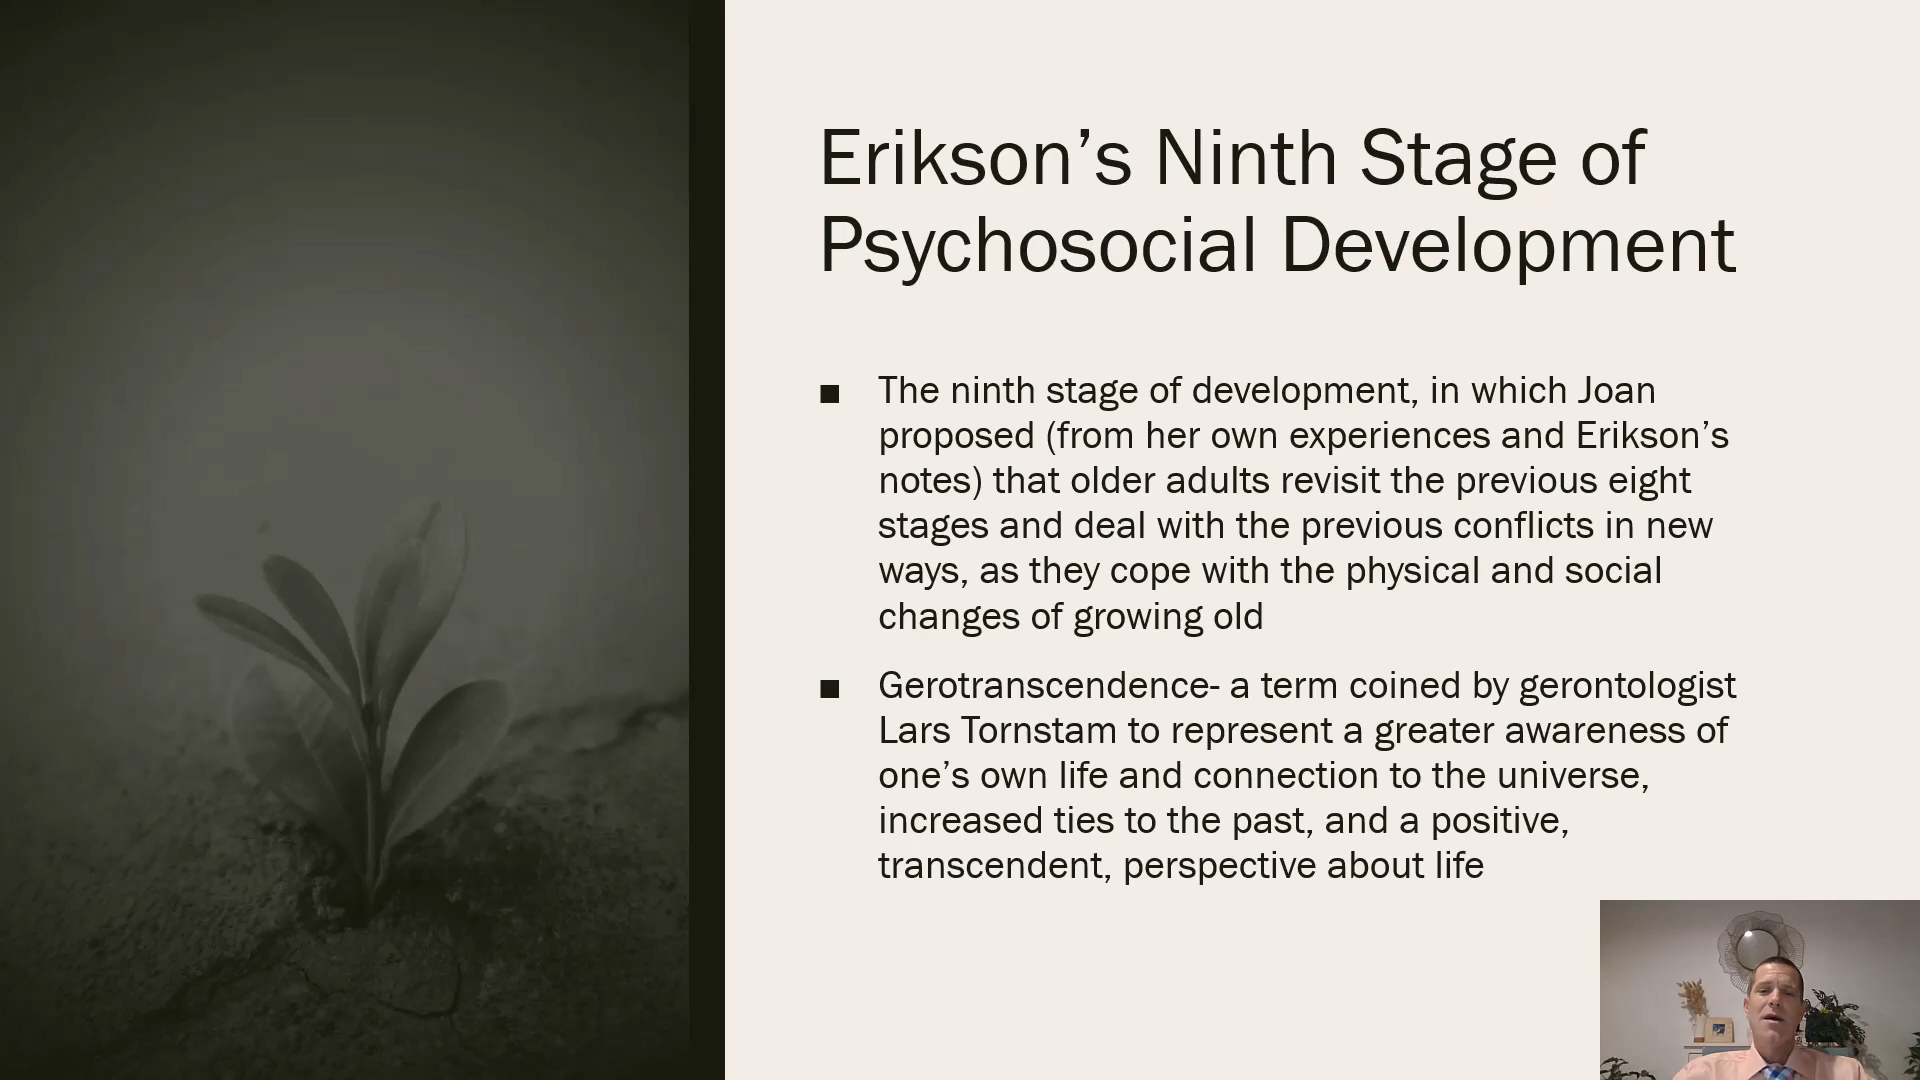 Erikson’s Ninth Stage of
Psychosocial Development
■ The ninth stage of development, in which Joan
proposed (from her own experiences and Erikson’s
notes) that older adults revisit the previous eight
stages and deal with the previous conflicts in new
ways, as they cope with the physical and social
changes of growing old
■ Gerotranscendence- a term coined by gerontologist
Lars Tornstam to represent a greater awareness of
one’s own life and connection to the universe,
increased ties to the past, and a positive,
transcendent, perspective about life